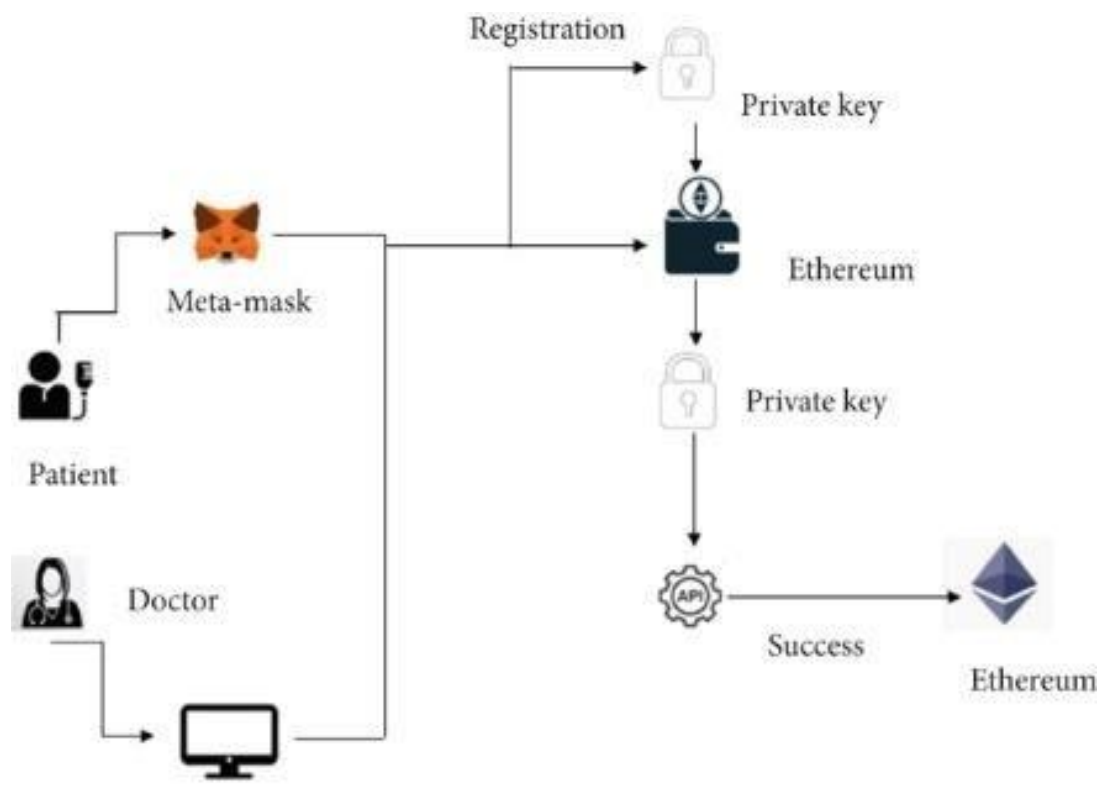 Registration
Private key
Meta-mask
Ethereum
Private key
Patient
Doctor
API
Success
Ethereum